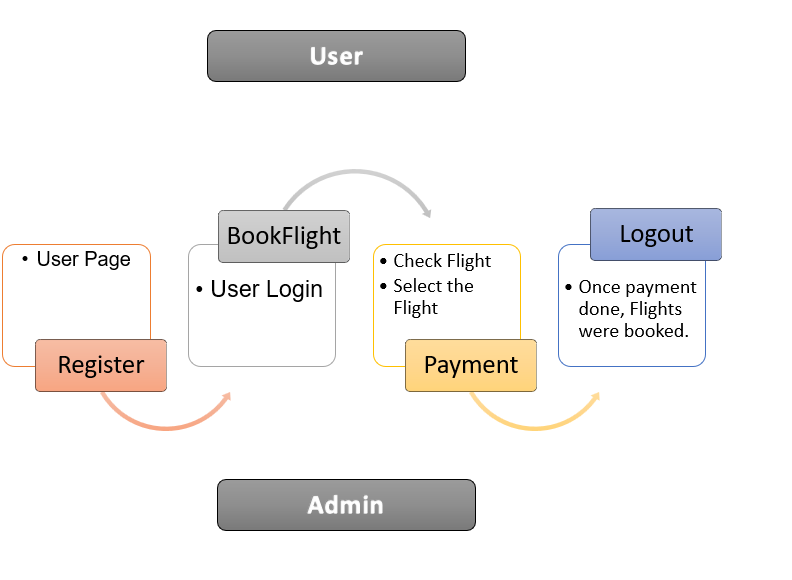 User
• User Page
Register
BookFlight
• User Login
• Check Flight
• Select the
Flight
Payment
Logout
• Once payment
done, Flights
were booked.
Admin